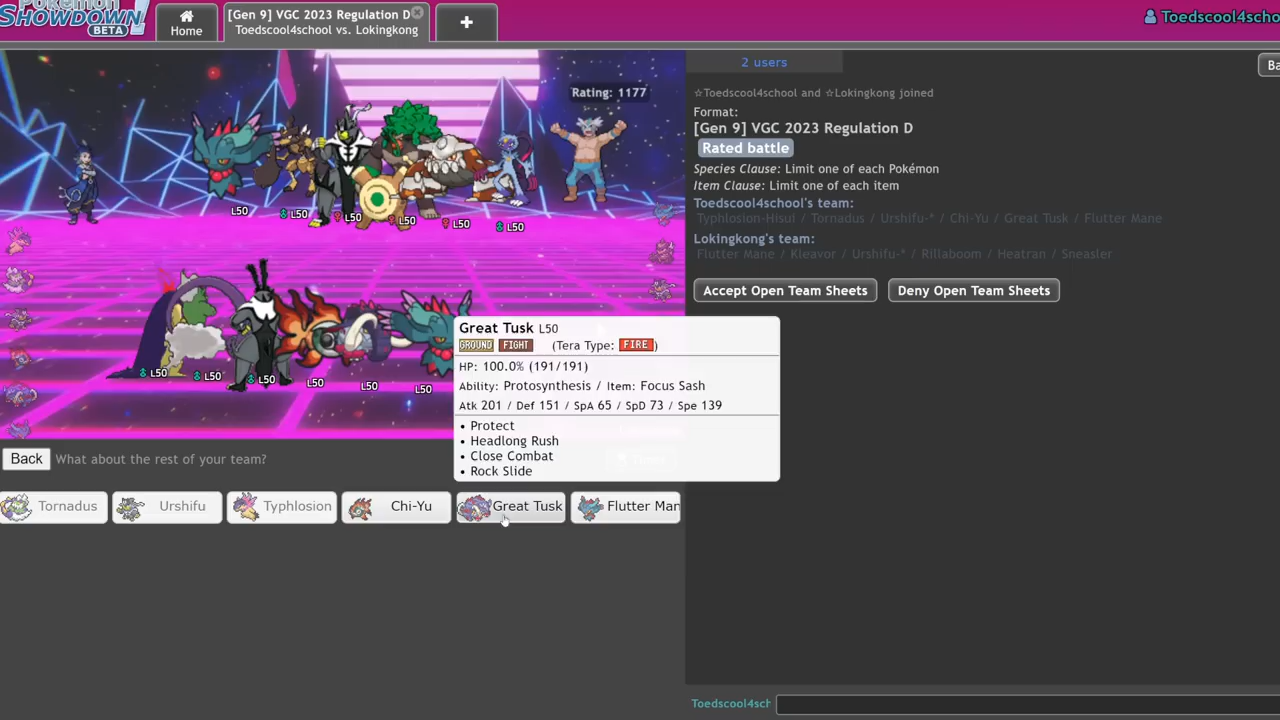 Pokémon
SHOWDOWN!
BETA
Home
[Gen 9] VGC 2023 Regulation D
Toedscool4school vs. Lokingkong
+
Toedscool4scho
2 users
Ba
☆Toedscool4school and ☆Lokingkong joined
Format:
[Gen 9] VGC 2023 Regulation D
Rated battle
Species Clause: Limit one of each Pokémon
Item Clause: Limit one of each item
Toedscool4school's team:
Typhlosion-Hisui / Tornadus / Urshifu-* / Chi-Yu / Great Tusk / Flutter Mane
Lokingkong's team:
Flutter Mane / Kleavor / Urshifu-* / Rillaboom / Heatran / Sneasler
Accept Open Team Sheets
Deny Open Team Sheets
Rating: 1177
L50
L50
L50
L50
L50
L50
L50
L50
L50
L50
L50
L50
Great Tusk L50
GROUND FIGHT (Tera Type: FIRE)
HP: 100.0% (191/191)
Ability: Protosynthesis / Item: Focus Sash
Atk 201 / Def 151 / SpA 65 / SpD 73 / Spe 139
• Protect
• Headlong Rush
• Close Combat
• Rock Slide
Back
What about the rest of your team?
Tornadus
Urshifu
Typhlosion
Chi-Yu
Great Tusk
Flutter Man
Toedscool4scl